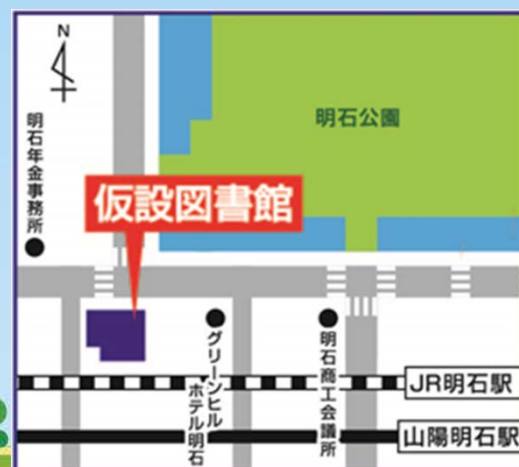 N
明石公園
明石年金事務所
仮設図書館
グリーンヒル
ホテル明石
明石商工会議所
JR明石駅
山陽明石駅